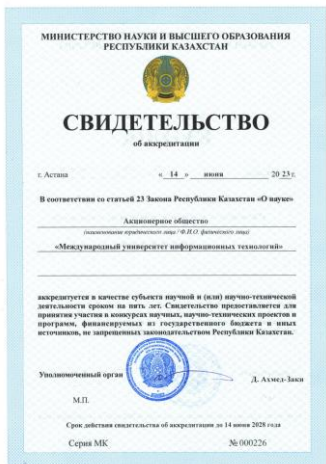 МИНИСТЕРСТВО НАУКИ И ВЫСШЕГО ОБРАЗОВАНИЯ
РЕСПУБЛИКИ КАЗАХСТАН
СВИДЕТЕЛЬСТВО
об аккредитации
г. Астана « 14 » июня 20 23 г.
В соответствии со статьей 23 Закона Республики Казахстан «О науке»
Акционерное общество
(наименование юридического лица / Ф.И.О. физического лица)
«Международный университет информационных технологий»
аккредитуется в качестве субъекта научной и (или) научно-технической
деятельности сроком на пять лет. Свидетельство предоставляется для
принятия участия в конкурсах научных, научно-технических проектов и
программ, финансируемых из государственного бюджета и иных
источников, не запрещенных законодательством Республики Казахстан.
Уполномоченный орган Д. Ахмед-Заки
М.П.
Срок действия свидетельства об аккредитации до 14 июня 2028 года
Серия МК № 000226